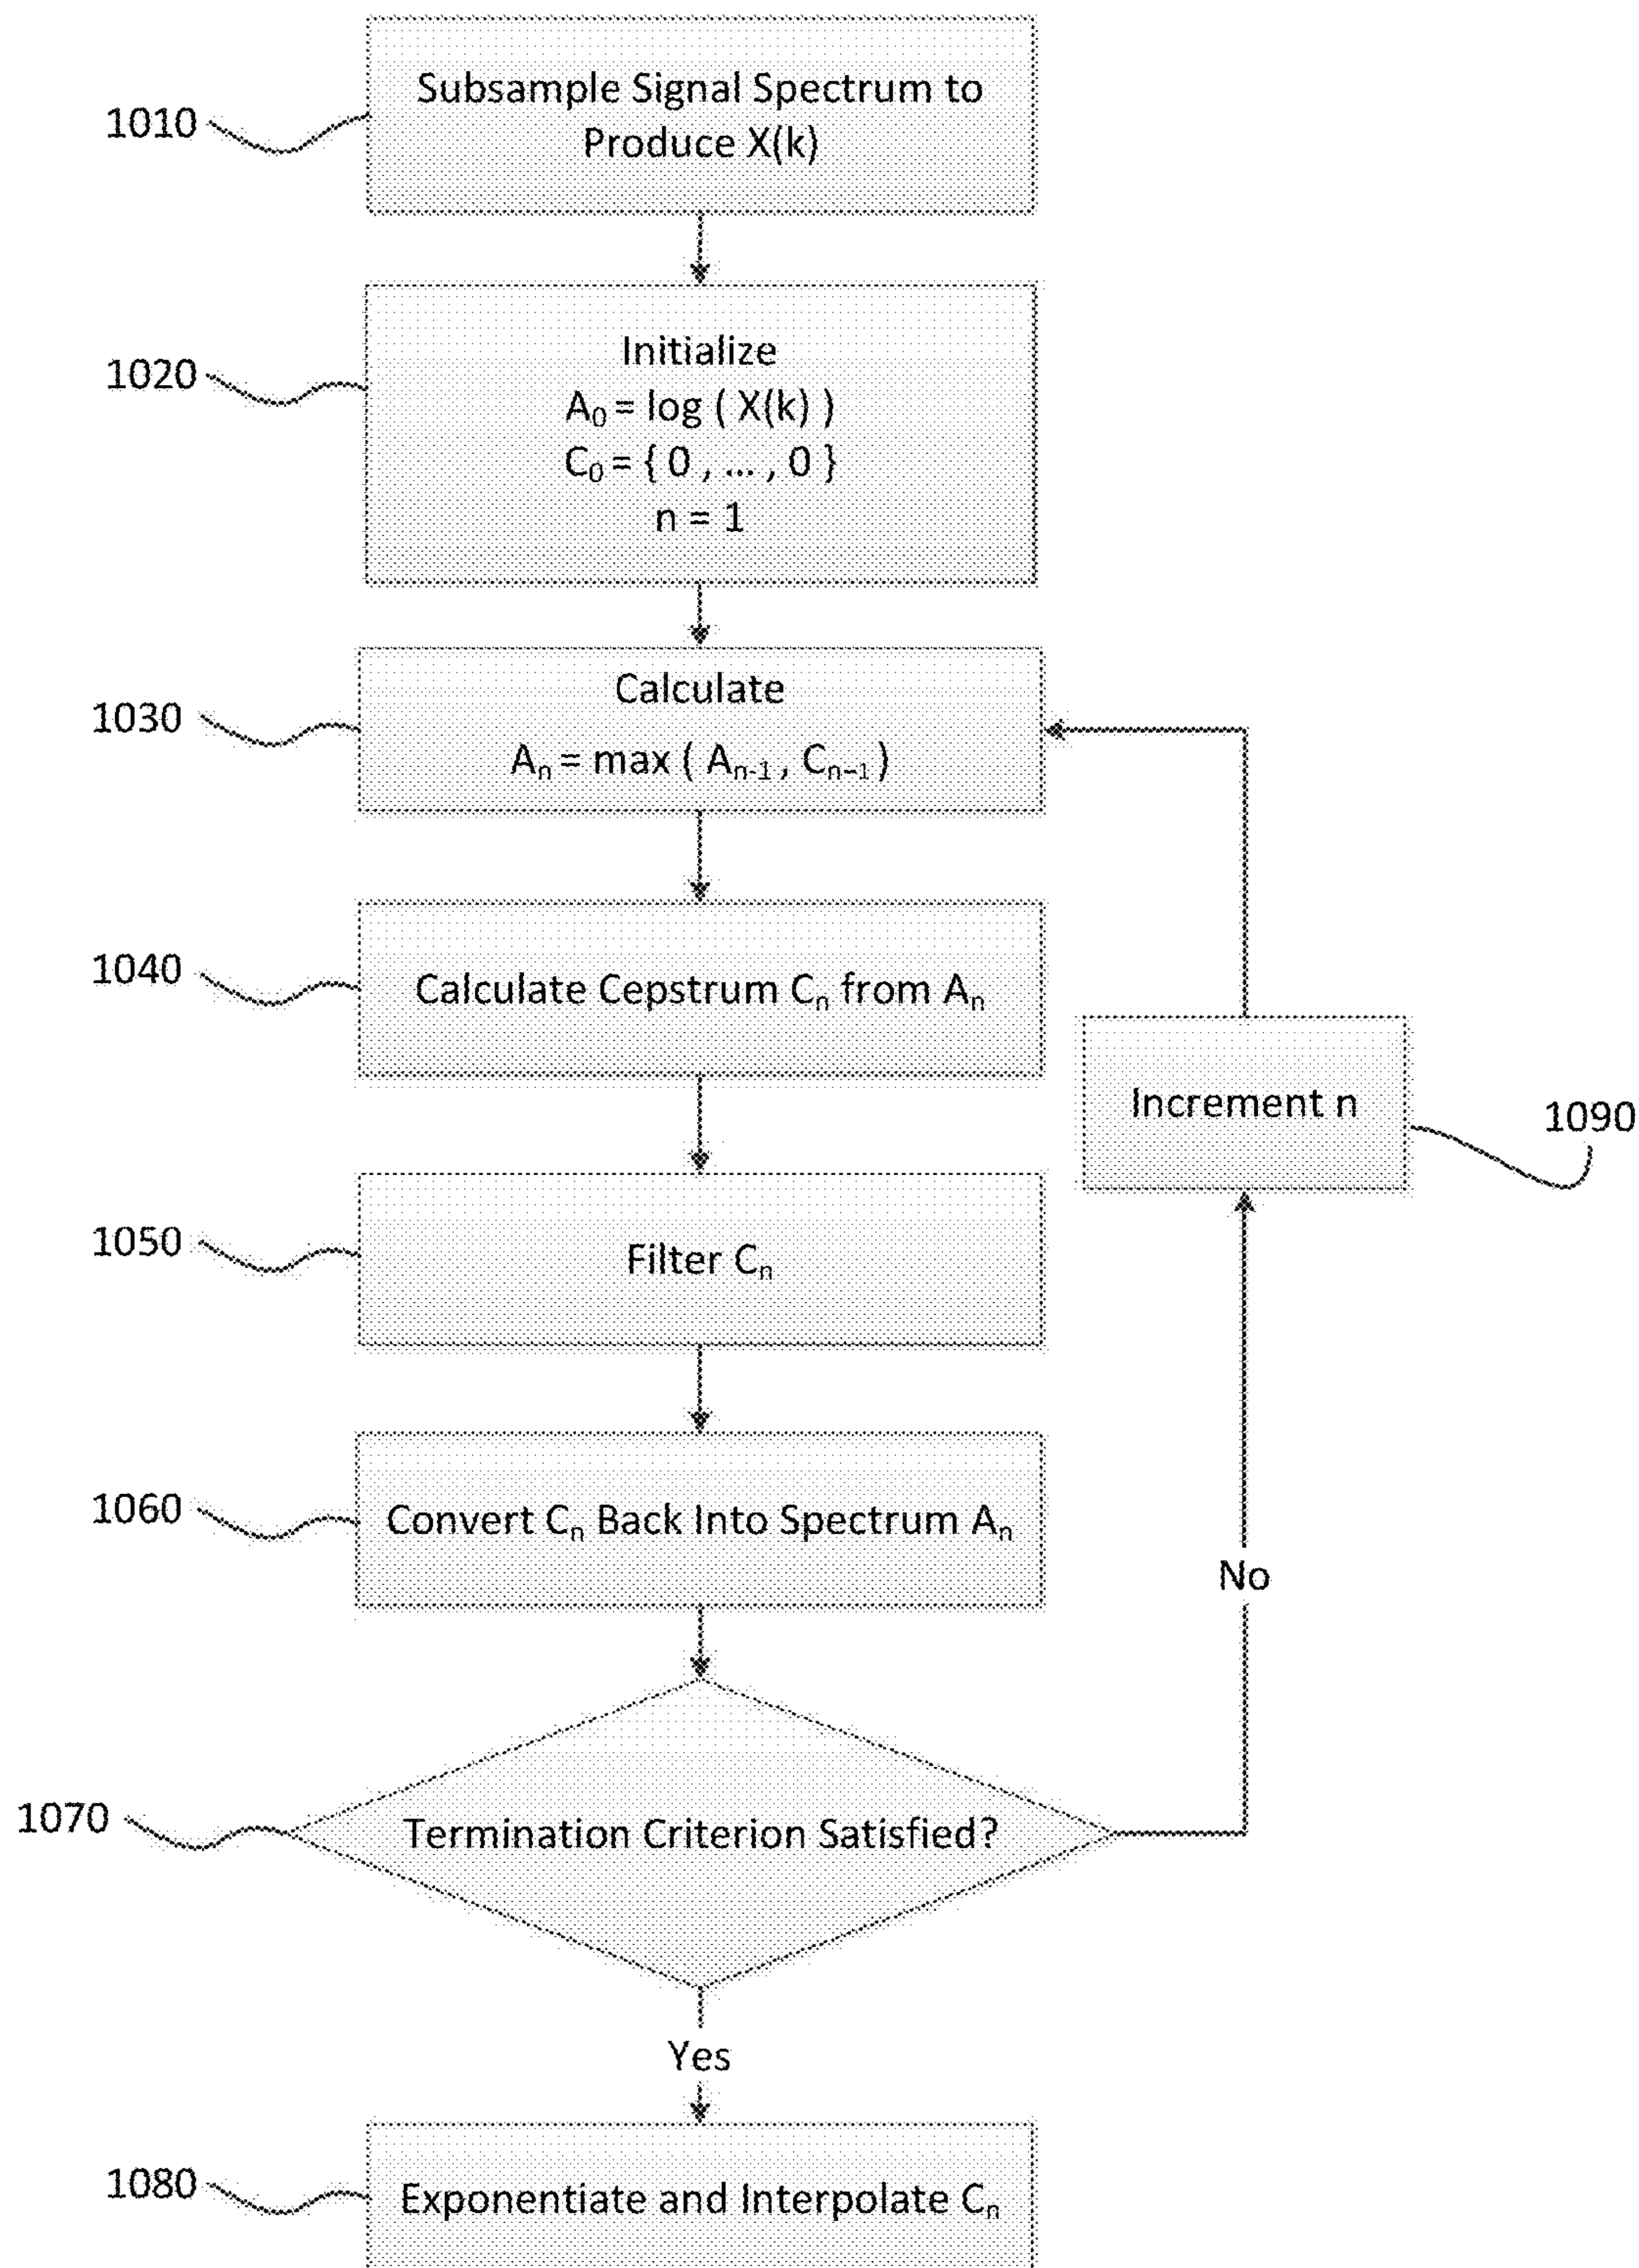 Subsample Signal Spectrum to
Produce X(k)
1010
Initialize
A₀ = log ( X(k) )
C₀ = { 0 , ... , 0 }
n = 1
1020
Calculate
Aₙ = max ( Aₙ₋₁ , Cₙ₋₁ )
1030
Calculate Cepstrum Cₙ from Aₙ
1040
Increment n
1090
Filter Cₙ
1050
Convert Cₙ Back Into Spectrum Aₙ
1060
No
Termination Criterion Satisfied?
1070
Yes
Exponentiate and Interpolate Cₙ
1080